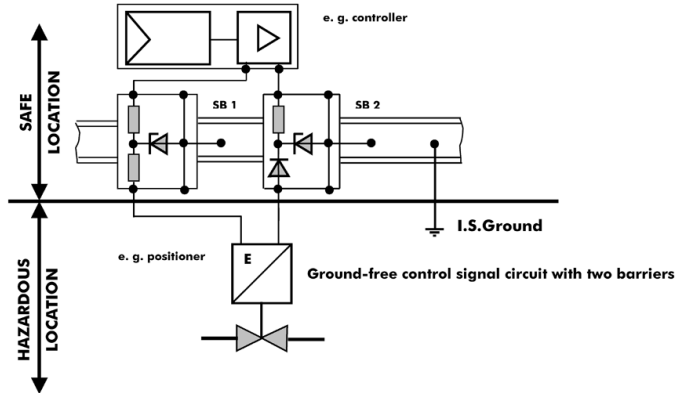 e. g. controller
SAFE
LOCATION
SB 1
SB 2
I.S.Ground
e. g. positioner
E
Ground-free control signal circuit with two barriers
HAZARDOUS
LOCATION